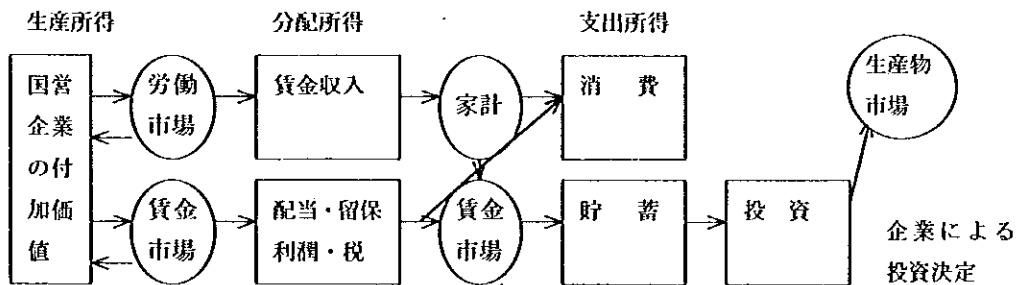 生産所得
分配所得
支出所得
国営
企業
の付
加価
値
労働
市場
賃金収入
家計
消 費
生産物
市場
賃金
市場
配当・留保
利潤・税
賃金
市場
貯 蓄
投 資
企業による
投資決定